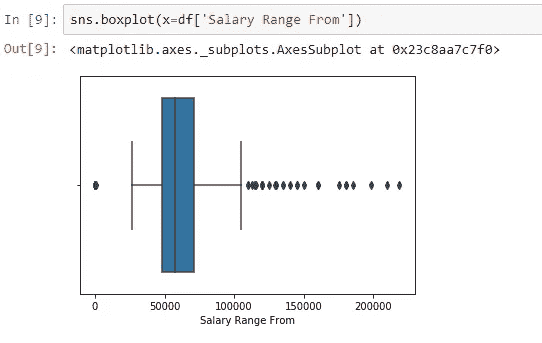 In [9]: sns.boxplot(x=df['Salary Range From'])
Out[9]: <matplotlib.axes._subplots.AxesSubplot at 0x23c8aa7c7f0>
0 50000 100000 150000 200000
Salary Range From